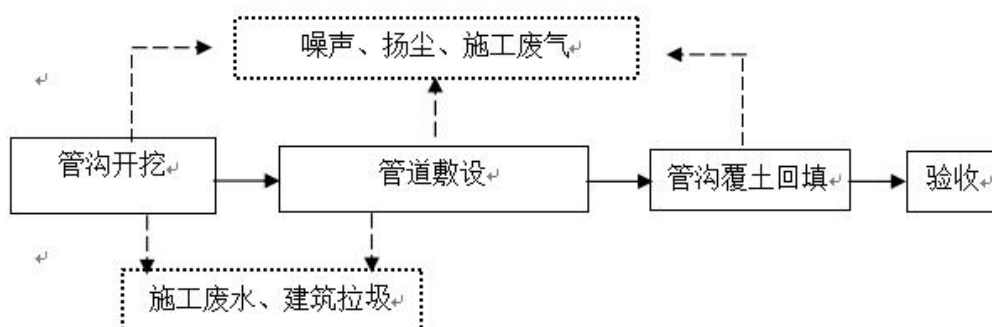 噪声、扬尘、施工废气
管沟开挖
管道敷设
管沟覆土回填
验收
施工废水、建筑垃圾